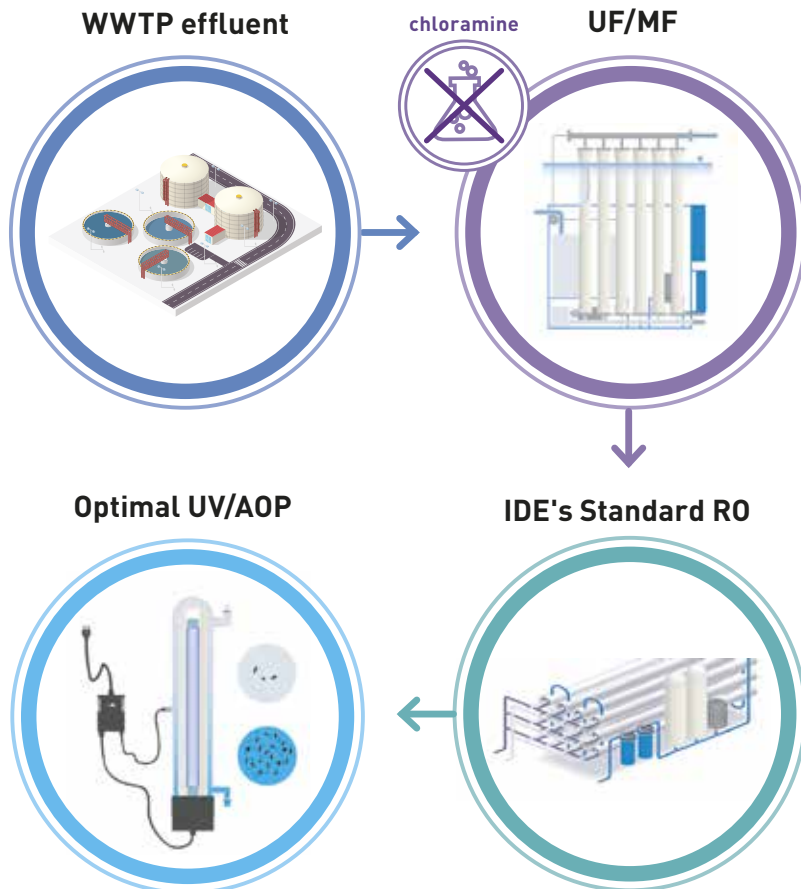 WWTP effluent
chloramine
UF/MF
Optimal UV/AOP
IDE's Standard RO